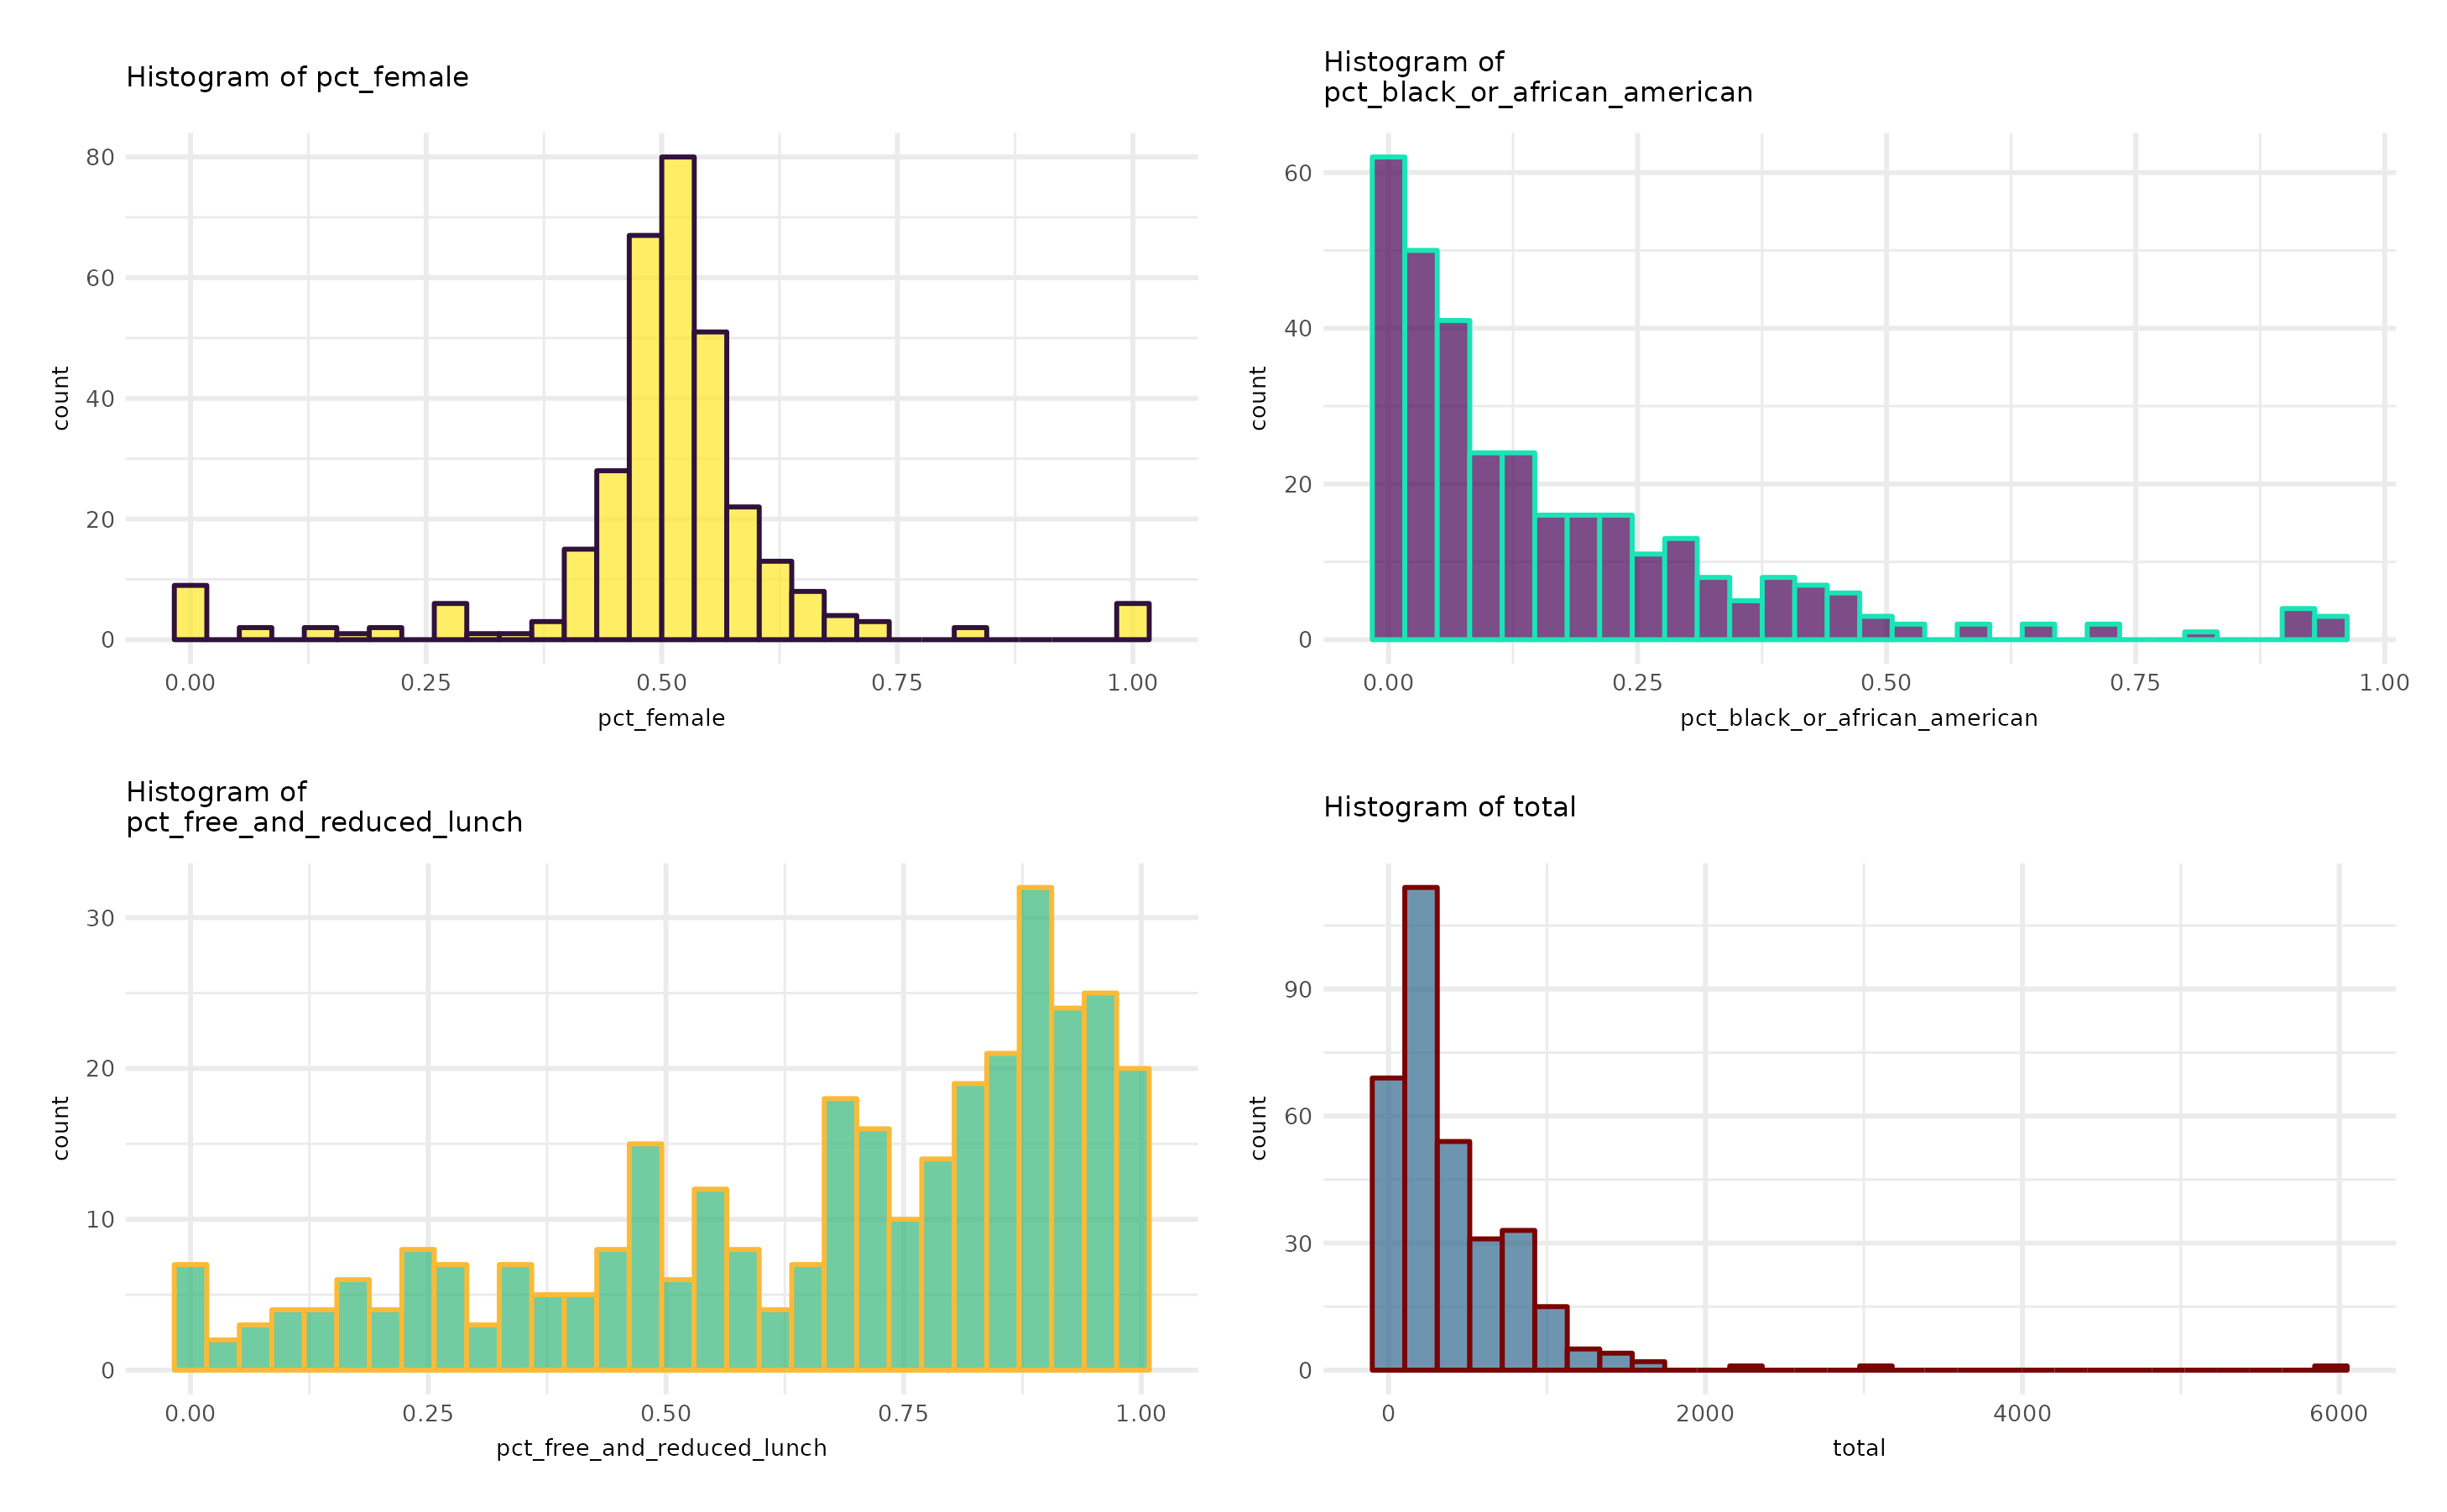 Histogram of pct_female
80
60
40
20
0
count
0.00 0.25 0.50 0.75 1.00
pct_female
Histogram of
pct_black_or_african_american
60
40
20
0
count
0.00 0.25 0.50 0.75 1.00
pct_black_or_african_american
Histogram of
pct_free_and_reduced_lunch
30
20
10
0
count
0.00 0.25 0.50 0.75 1.00
pct_free_and_reduced_lunch
Histogram of total
90
60
30
0
count
0 2000 4000 6000
total